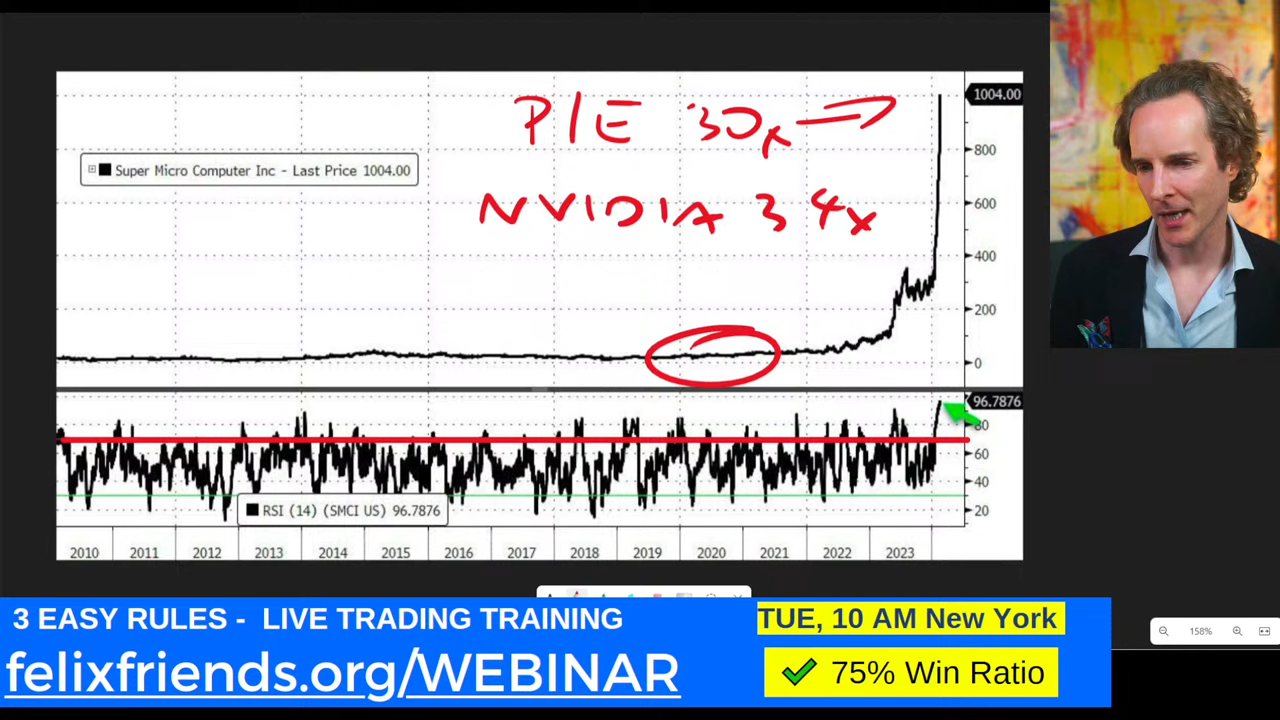 P/E 30x
1004.00
Super Micro Computer Inc - Last Price 1004.00
800
NVIDIA 34x
600
400
200
0
96.7876
80
60
40
RSI (14) (SMCI US) 96.7876
20
2010 2011 2012 2013 2014 2015 2016 2017 2018 2019 2020 2021 2022 2023
3 EASY RULES - LIVE TRADING TRAINING
TUE, 10 AM New York
158%
felixfriends.org/WEBINAR
75% Win Ratio